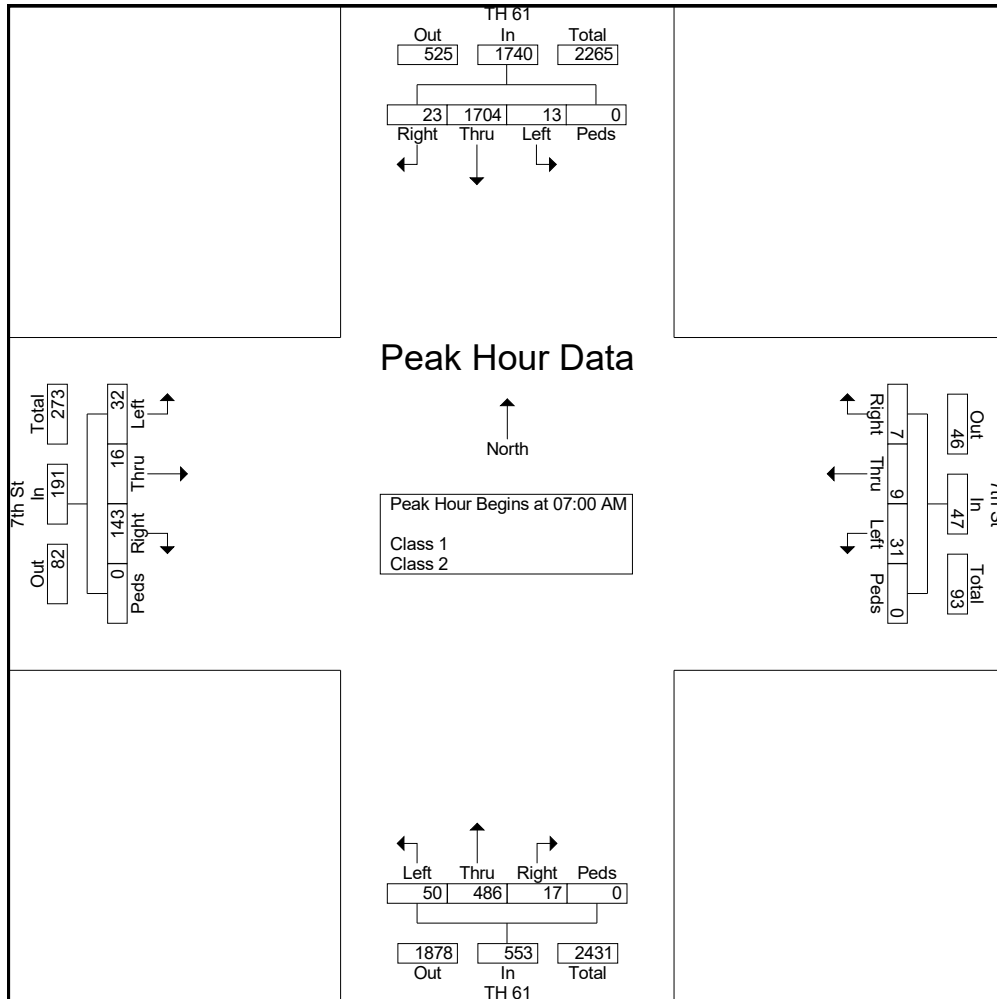 TH 61
Out In Total
525 1740 2265
23 1704 13 0
Right Thru Left Peds
Peak Hour Data
North
Peak Hour Begins at 07:00 AM
Class 1
Class 2
7th St
Total In Out
273 191 82
32 16 143 0
Left Thru Right Peds
Right Thru Left Peds
7 9 31 0
Out In Total
46 47 93
7th St
Left Thru Right Peds
50 486 17 0
1878 553 2431
Out In Total
TH 61